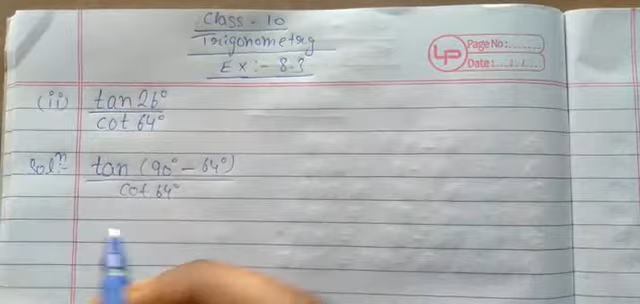 Class - 10
Trigonometry
Ex :- 8.3
LP
Page No:.......
Date: ...../...../.....
(ii) tan 26°
cot 64°
Solⁿ:- tan (90° - 64°)
cot 64°